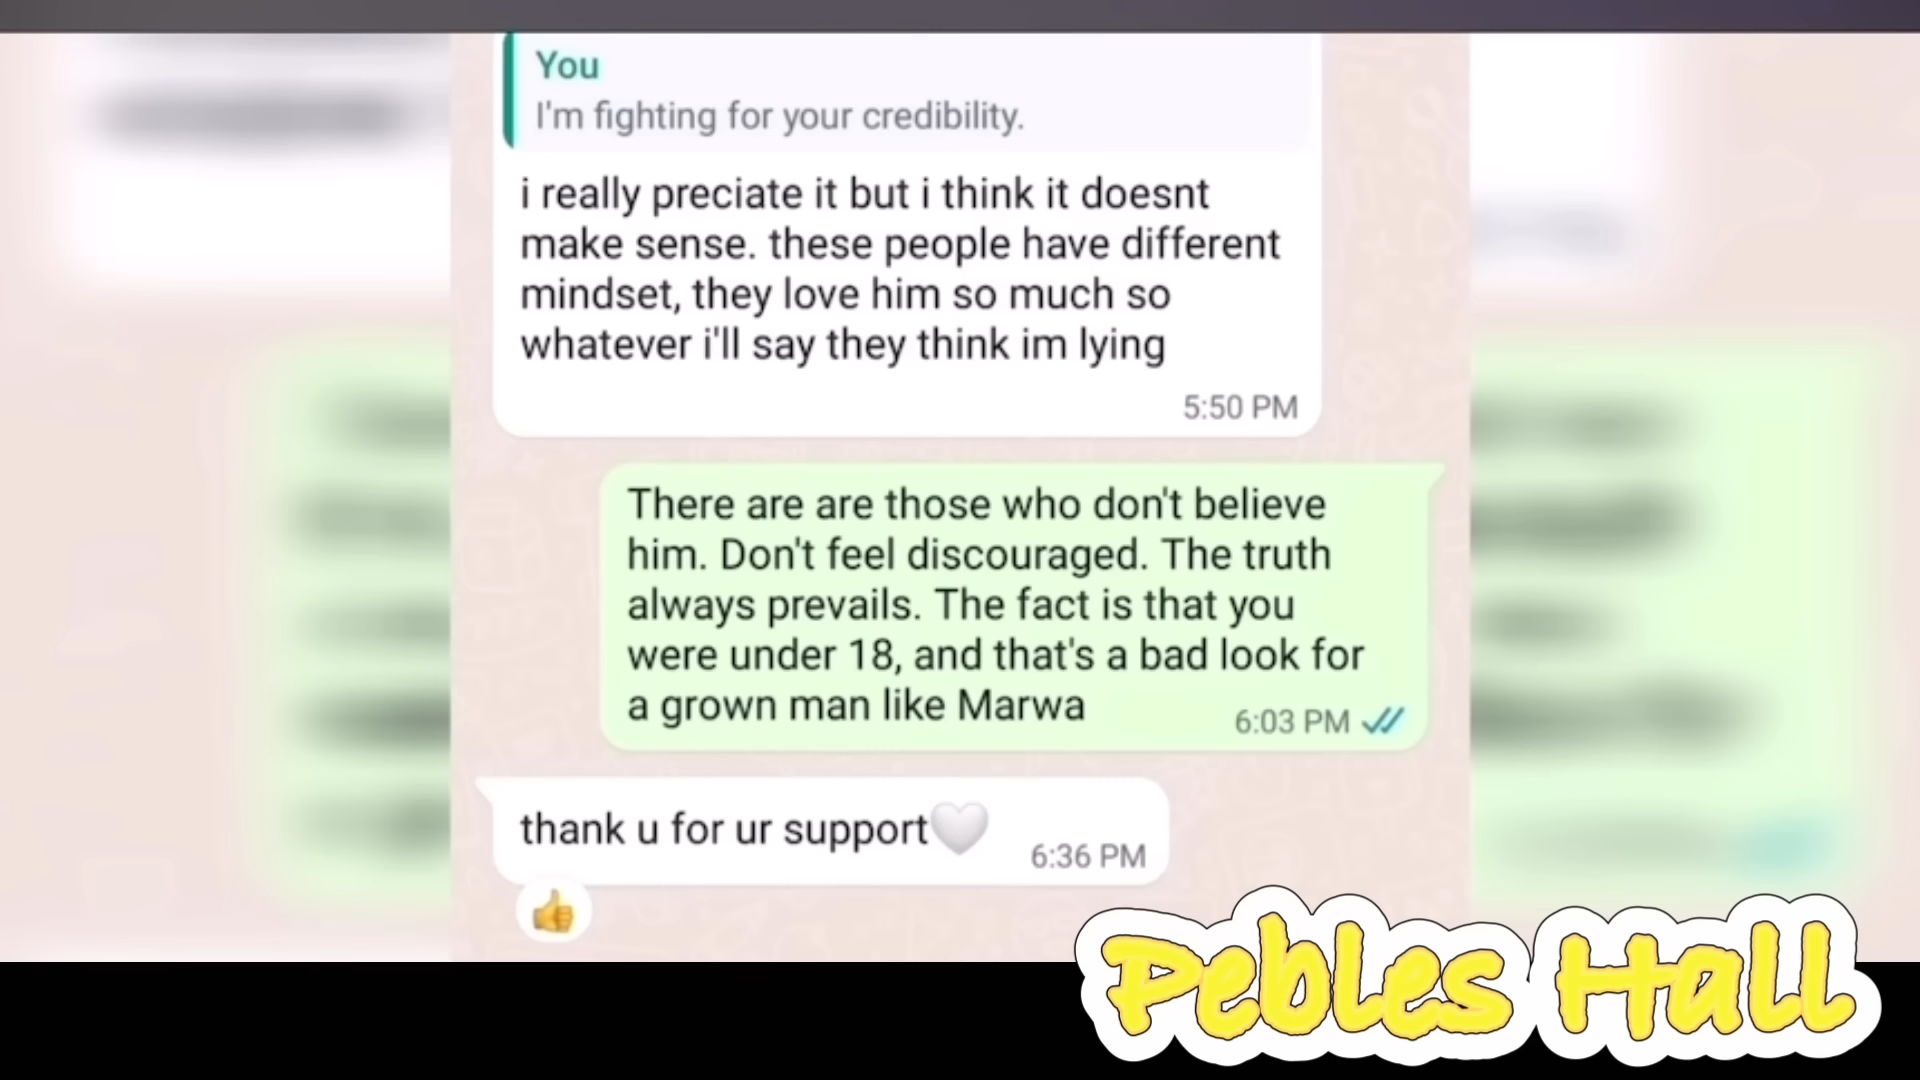 You
I'm fighting for your credibility.
i really preciate it but i think it doesnt
make sense. these people have different
mindset, they love him so much so
whatever i'll say they think im lying
5:50 PM
There are are those who don't believe
him. Don't feel discouraged. The truth
always prevails. The fact is that you
were under 18, and that's a bad look for
a grown man like Marwa
6:03 PM
thank u for ur support🤍
6:36 PM
Pebles Hall